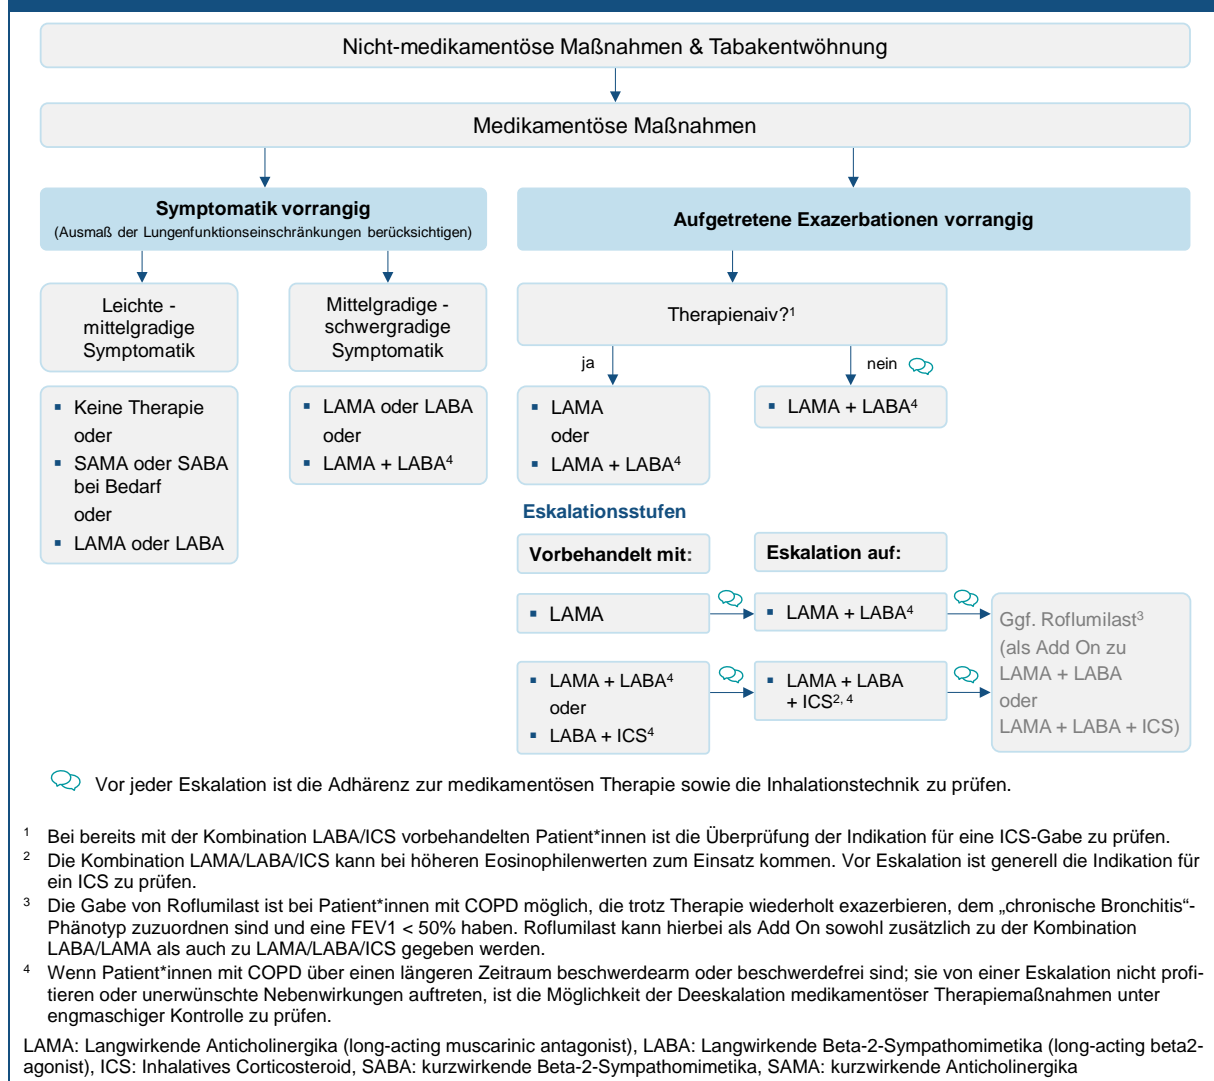 Nicht-medikamentöse Maßnahmen & Tabakentwöhnung
Medikamentöse Maßnahmen
Symptomatik vorrangig
(Ausmaß der Lungenfunktionseinschränkungen berücksichtigen)
Aufgetretene Exazerbationen vorrangig
Leichte -
mittelgradige
Symptomatik
Mittelgradige -
schwergradige
Symptomatik
Therapienaiv?¹
ja
nein
▪ Keine Therapie
oder
▪ SAMA oder SABA
bei Bedarf
oder
▪ LAMA oder LABA
▪ LAMA oder LABA
oder
▪ LAMA + LABA⁴
▪ LAMA
oder
▪ LAMA + LABA⁴
▪ LAMA + LABA⁴
Eskalationsstufen
Vorbehandelt mit:
Eskalation auf:
▪ LAMA
▪ LAMA + LABA⁴
▪ LAMA + LABA⁴
oder
▪ LABA + ICS⁴
▪ LAMA + LABA
+ ICS²,⁴
Ggf. Roflumilast³
(als Add On zu
LAMA + LABA
oder
LAMA + LABA + ICS)
Vor jeder Eskalation ist die Adhärenz zur medikamentösen Therapie sowie die Inhalationstechnik zu prüfen.
¹ Bei bereits mit der Kombination LABA/ICS vorbehandelten Patient*innen ist die Überprüfung der Indikation für eine ICS-Gabe zu prüfen.
² Die Kombination LAMA/LABA/ICS kann bei höheren Eosinophilenwerten zum Einsatz kommen. Vor Eskalation ist generell die Indikation für
ein ICS zu prüfen.
³ Die Gabe von Roflumilast ist bei Patient*innen mit COPD möglich, die trotz Therapie wiederholt exazerbieren, dem „chronische Bronchitis“-
Phänotyp zuzuordnen sind und eine FEV1 < 50% haben. Roflumilast kann hierbei als Add On sowohl zusätzlich zu der Kombination
LABA/LAMA als auch zu LAMA/LABA/ICS gegeben werden.
⁴ Wenn Patient*innen mit COPD über einen längeren Zeitraum beschwerdearm oder beschwerdefrei sind; sie von einer Eskalation nicht profi-
tieren oder unerwünschte Nebenwirkungen auftreten, ist die Möglichkeit der Deeskalation medikamentöser Therapiemaßnahmen unter
engmaschiger Kontrolle zu prüfen.
LAMA: Langwirkende Anticholinergika (long-acting muscarinic antagonist), LABA: Langwirkende Beta-2-Sympathomimetika (long-acting beta2-
agonist), ICS: Inhalatives Corticosteroid, SABA: kurzwirkende Beta-2-Sympathomimetika, SAMA: kurzwirkende Anticholinergika